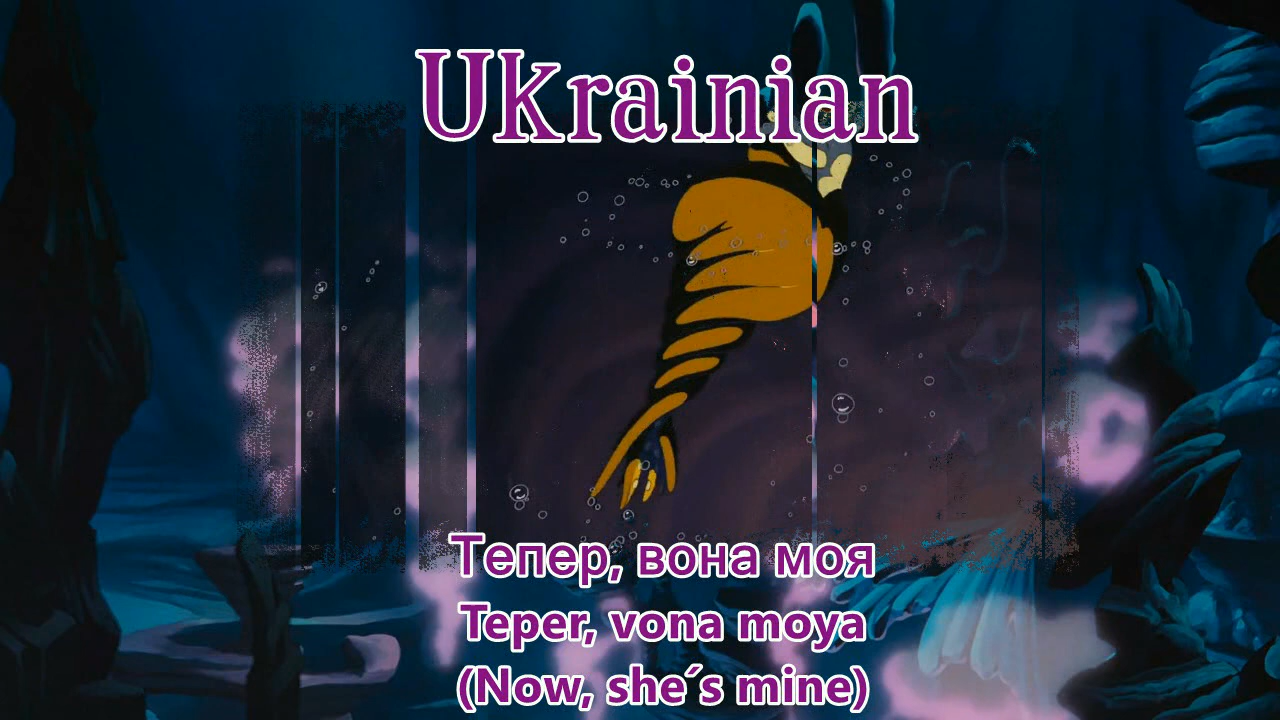 Ukrainian
Тепер, вона моя
Teper, vona moya
(Now, she´s mine)